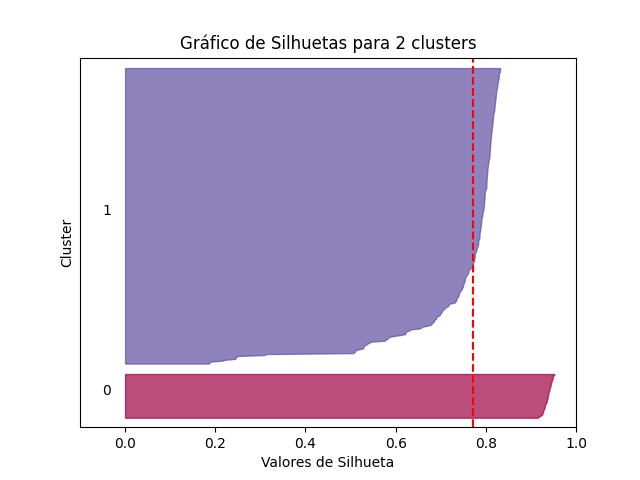 Gráfico de Silhuetas para 2 clusters
Cluster
1
0
0.0 0.2 0.4 0.6 0.8 1.0
Valores de Silhueta